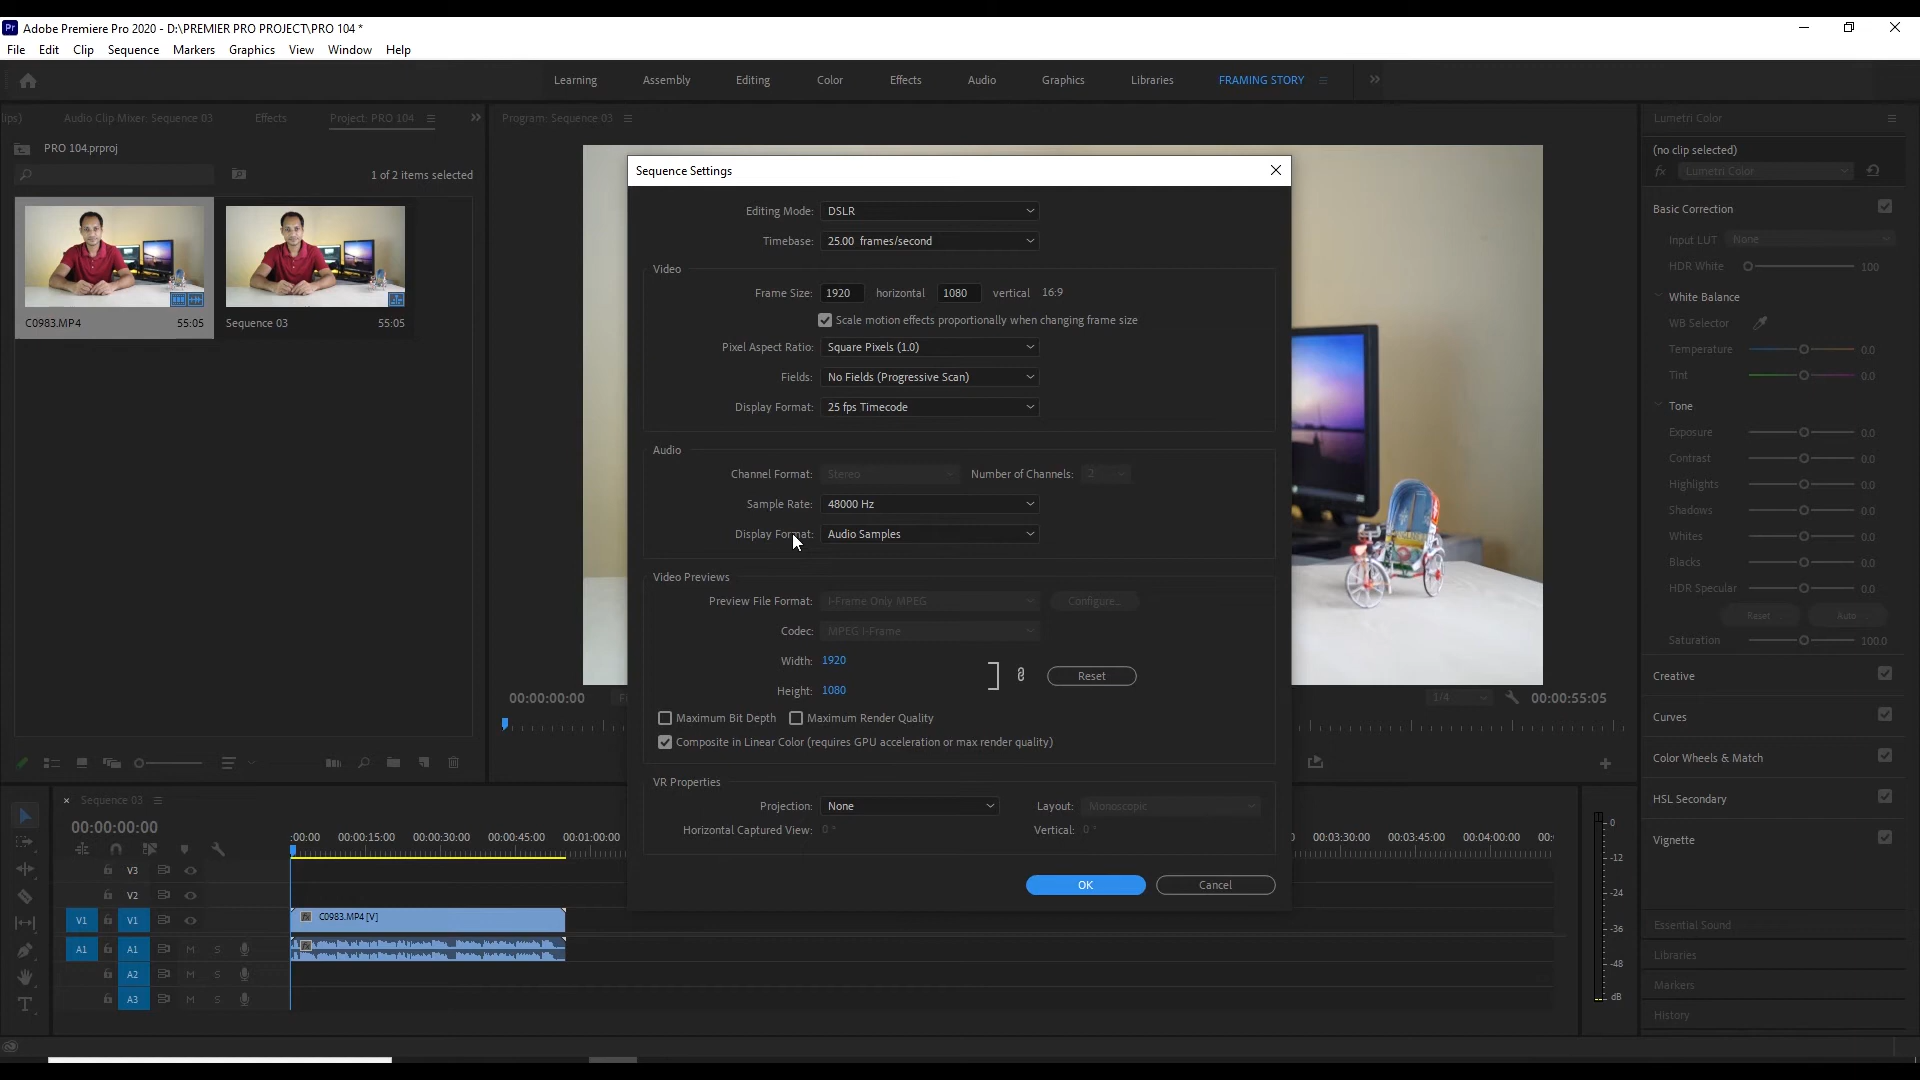 Pr Adobe Premiere Pro 2020 - D:\PREMIER PRO PROJECT\PRO 104 *
File Edit Clip Sequence Markers Graphics View Window Help
Learning Assembly Editing Color Effects Audio Graphics Libraries FRAMING STORY
lips) Audio Clip Mixer: Sequence 03 Effects Project: PRO 104
Program: Sequence 03
Lumetri Color
PRO 104.prproj
1 of 2 items selected
C0983.MP4 55:05
Sequence 03 55:05
Sequence Settings
Editing Mode: DSLR
Timebase: 25.00 frames/second
Video
Frame Size: 1920 horizontal 1080 vertical 16:9
Scale motion effects proportionally when changing frame size
Pixel Aspect Ratio: Square Pixels (1.0)
Fields: No Fields (Progressive Scan)
Display Format: 25 fps Timecode
Audio
Channel Format: Stereo Number of Channels: 2
Sample Rate: 48000 Hz
Display Format: Audio Samples
Video Previews
Preview File Format: I-Frame Only MPEG Configure...
Codec: MPEG I-Frame
Width: 1920
Height: 1080
Reset
Maximum Bit Depth Maximum Render Quality
Composite in Linear Color (requires GPU acceleration or max render quality)
VR Properties
Projection: None Layout: Monoscopic
Horizontal Captured View: 0 ° Vertical: 0 °
OK Cancel
(no clip selected)
fx Lumetri Color
Basic Correction
Input LUT None
HDR White 100
White Balance
WB Selector
Temperature 0.0
Tint 0.0
Tone
Exposure 0.0
Contrast 0.0
Highlights 0.0
Shadows 0.0
Whites 0.0
Blacks 0.0
HDR Specular 0.0
Reset Auto
Saturation 100.0
Creative
Curves
Color Wheels & Match
HSL Secondary
Vignette
Essential Sound
Libraries
Markers
History
00:00:00:00
1/4 00:00:55:05
Sequence 03
00:00:00:00
:00:00 00:00:15:00 00:00:30:00 00:00:45:00 00:01:00:00 00:03:30:00 00:03:45:00 00:04:00:00 00:
V3
V2
V1 V1 C0983.MP4 [V]
A1 A1 M S
A2 M S
A3 M S
0
-12
-24
-36
-48
dB